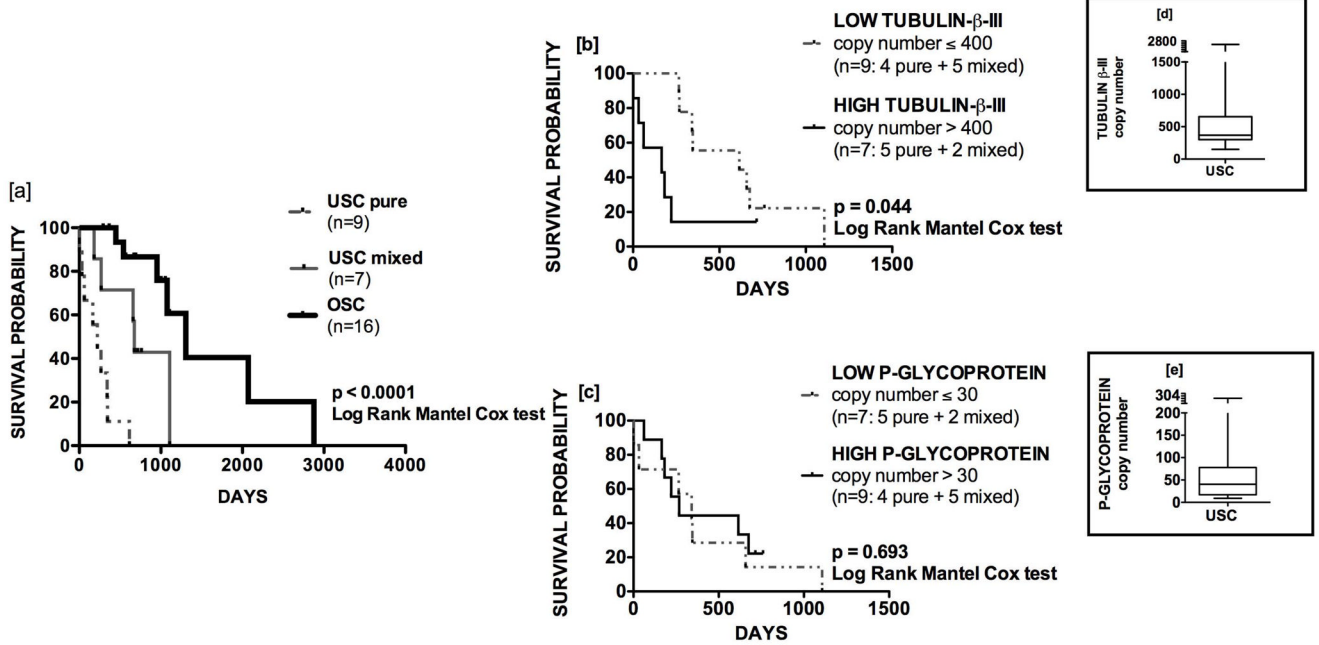 [a]
SURVIVAL PROBABILITY
100
80
60
40
20
0
0 1000 2000 3000 4000
DAYS
USC pure
(n=9)
USC mixed
(n=7)
OSC
(n=16)
p < 0.0001
Log Rank Mantel Cox test
[b]
SURVIVAL PROBABILITY
100
80
60
40
20
0
0 500 1000 1500
DAYS
LOW TUBULIN-β-III
copy number ≤ 400
(n=9: 4 pure + 5 mixed)
HIGH TUBULIN-β-III
copy number > 400
(n=7: 5 pure + 2 mixed)
p = 0.044
Log Rank Mantel Cox test
[c]
SURVIVAL PROBABILITY
100
80
60
40
20
0
0 500 1000 1500
DAYS
LOW P-GLYCOPROTEIN
copy number ≤ 30
(n=7: 5 pure + 2 mixed)
HIGH P-GLYCOPROTEIN
copy number > 30
(n=9: 4 pure + 5 mixed)
p = 0.693
Log Rank Mantel Cox test
[d]
TUBULIN β-III
copy number
2800
1500
1000
500
0
USC
[e]
P-GLYCOPROTEIN
copy number
304
200
150
100
50
0
USC